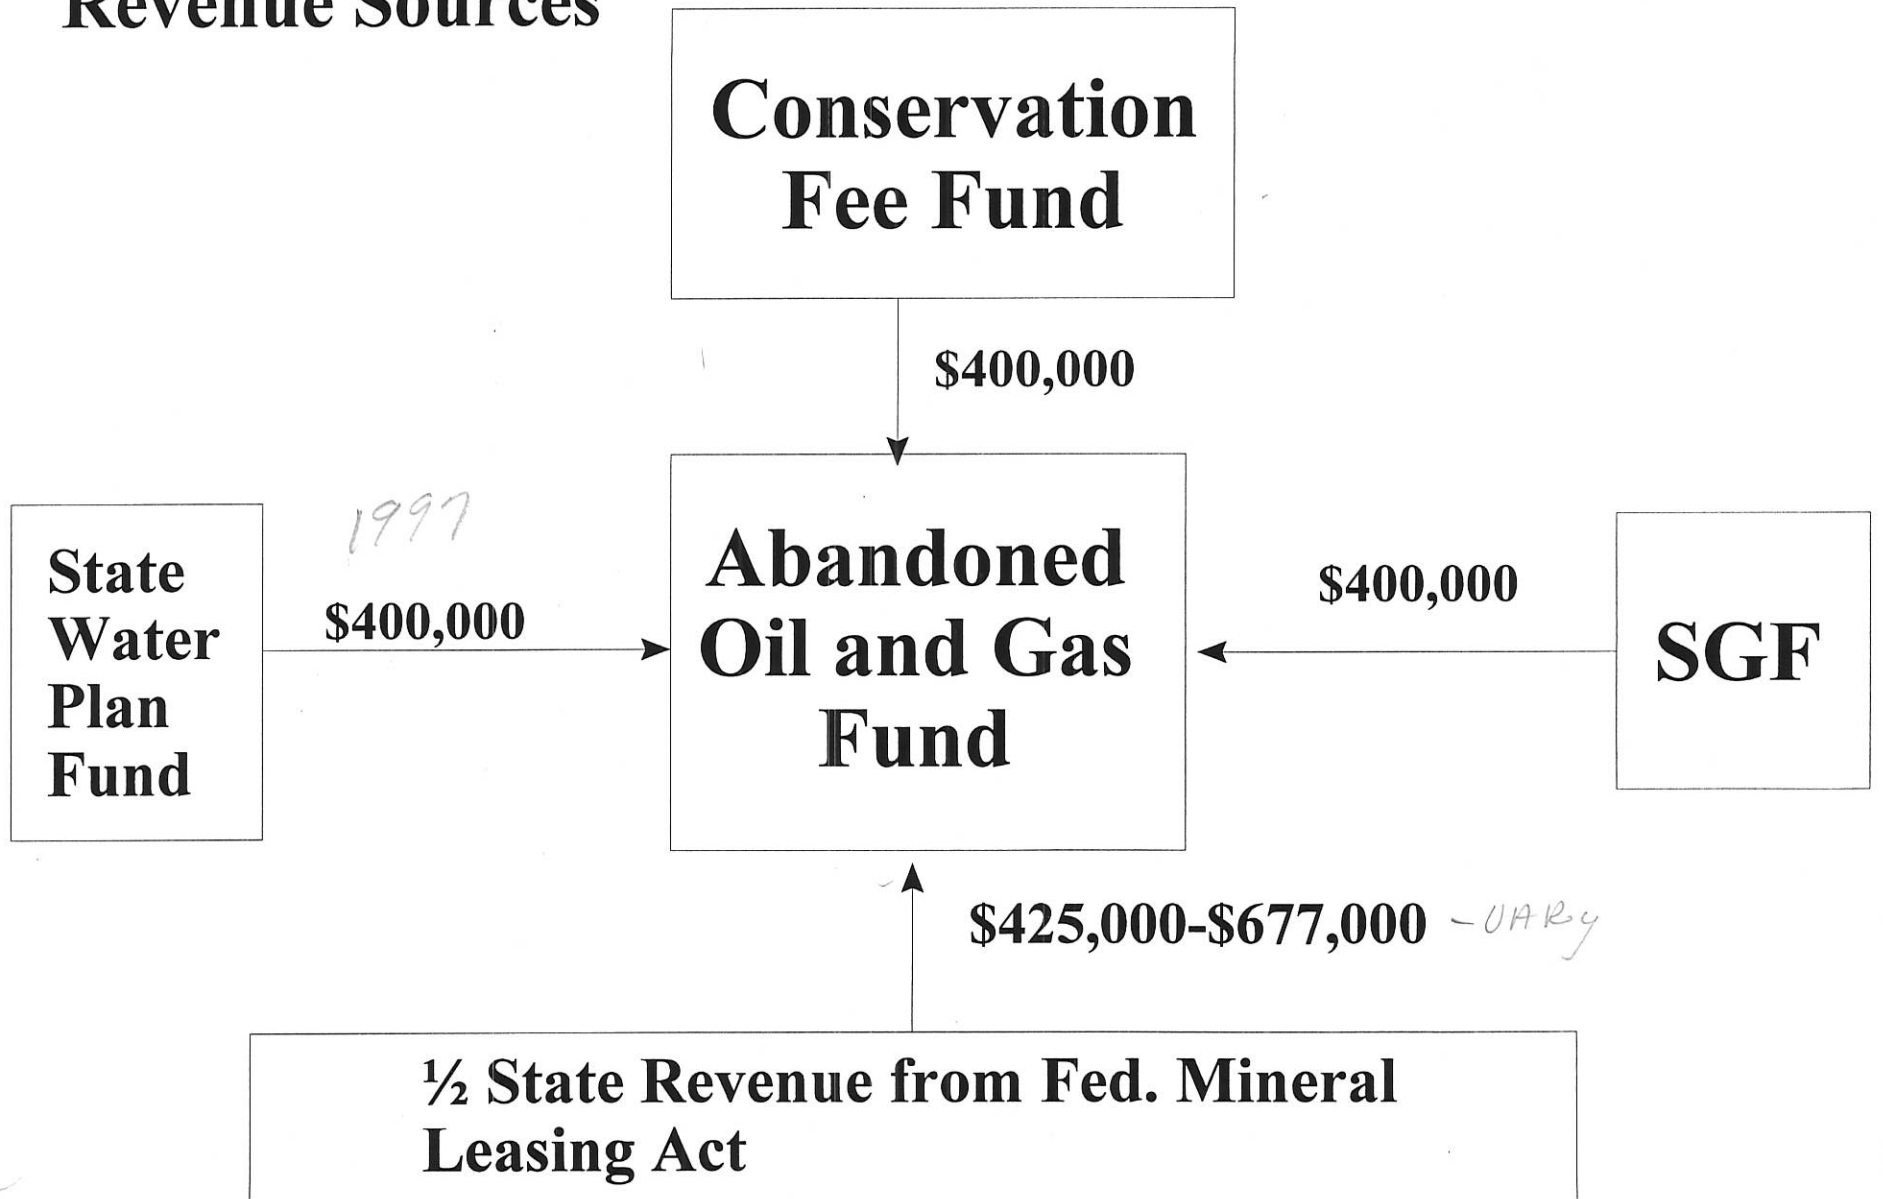 Revenue Sources
Conservation
Fee Fund
$400,000
1997
$400,000
State
Water
Plan
Fund
Abandoned
Oil and Gas
Fund
$400,000
SGF
$425,000-$677,000 - VARy
½ State Revenue from Fed. Mineral
Leasing Act